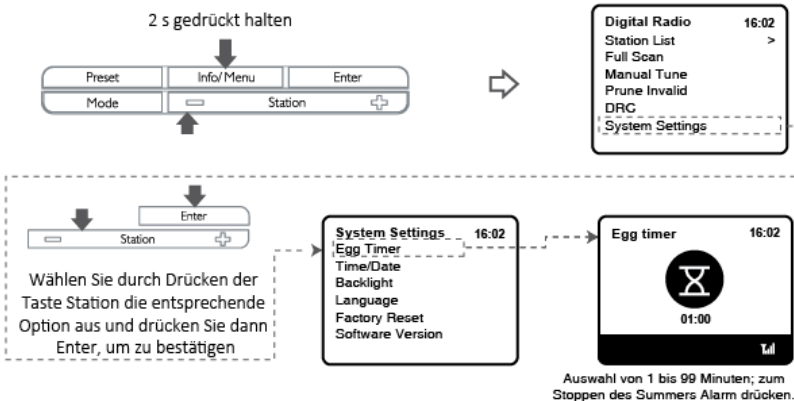 2 s gedrückt halten
Preset
Info/Menu
Enter
Mode
Station
Digital Radio 16:02
Station List >
Full Scan
Manual Tune
Prune Invalid
DRC
System Settings
Enter
Station
Wählen Sie durch Drücken der
Taste Station die entsprechende
Option aus und drücken Sie dann
Enter, um zu bestätigen
System Settings 16:02
Egg Timer
Time/Date
Backlight
Language
Factory Reset
Software Version
Egg timer 16:02
01:00
Auswahl von 1 bis 99 Minuten; zum
Stoppen des Summers Alarm drücken.